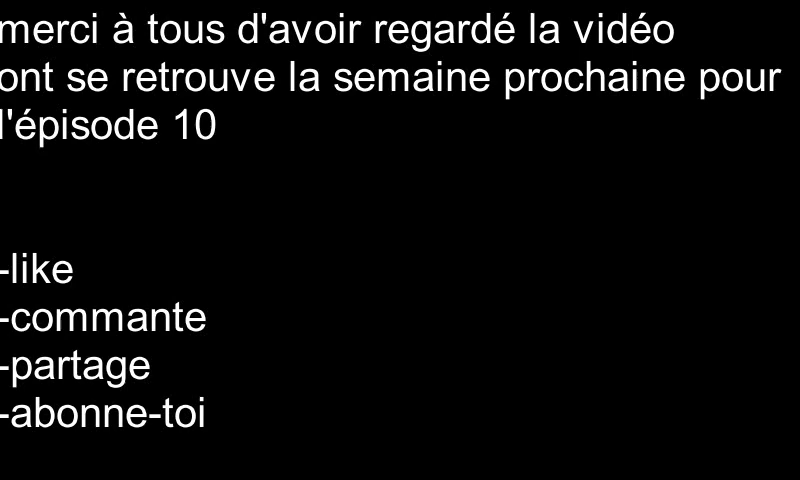 merci à tous d'avoir regardé la vidéo
ont se retrouve la semaine prochaine pour
l'épisode 10
-like
-commante
-partage
-abonne-toi